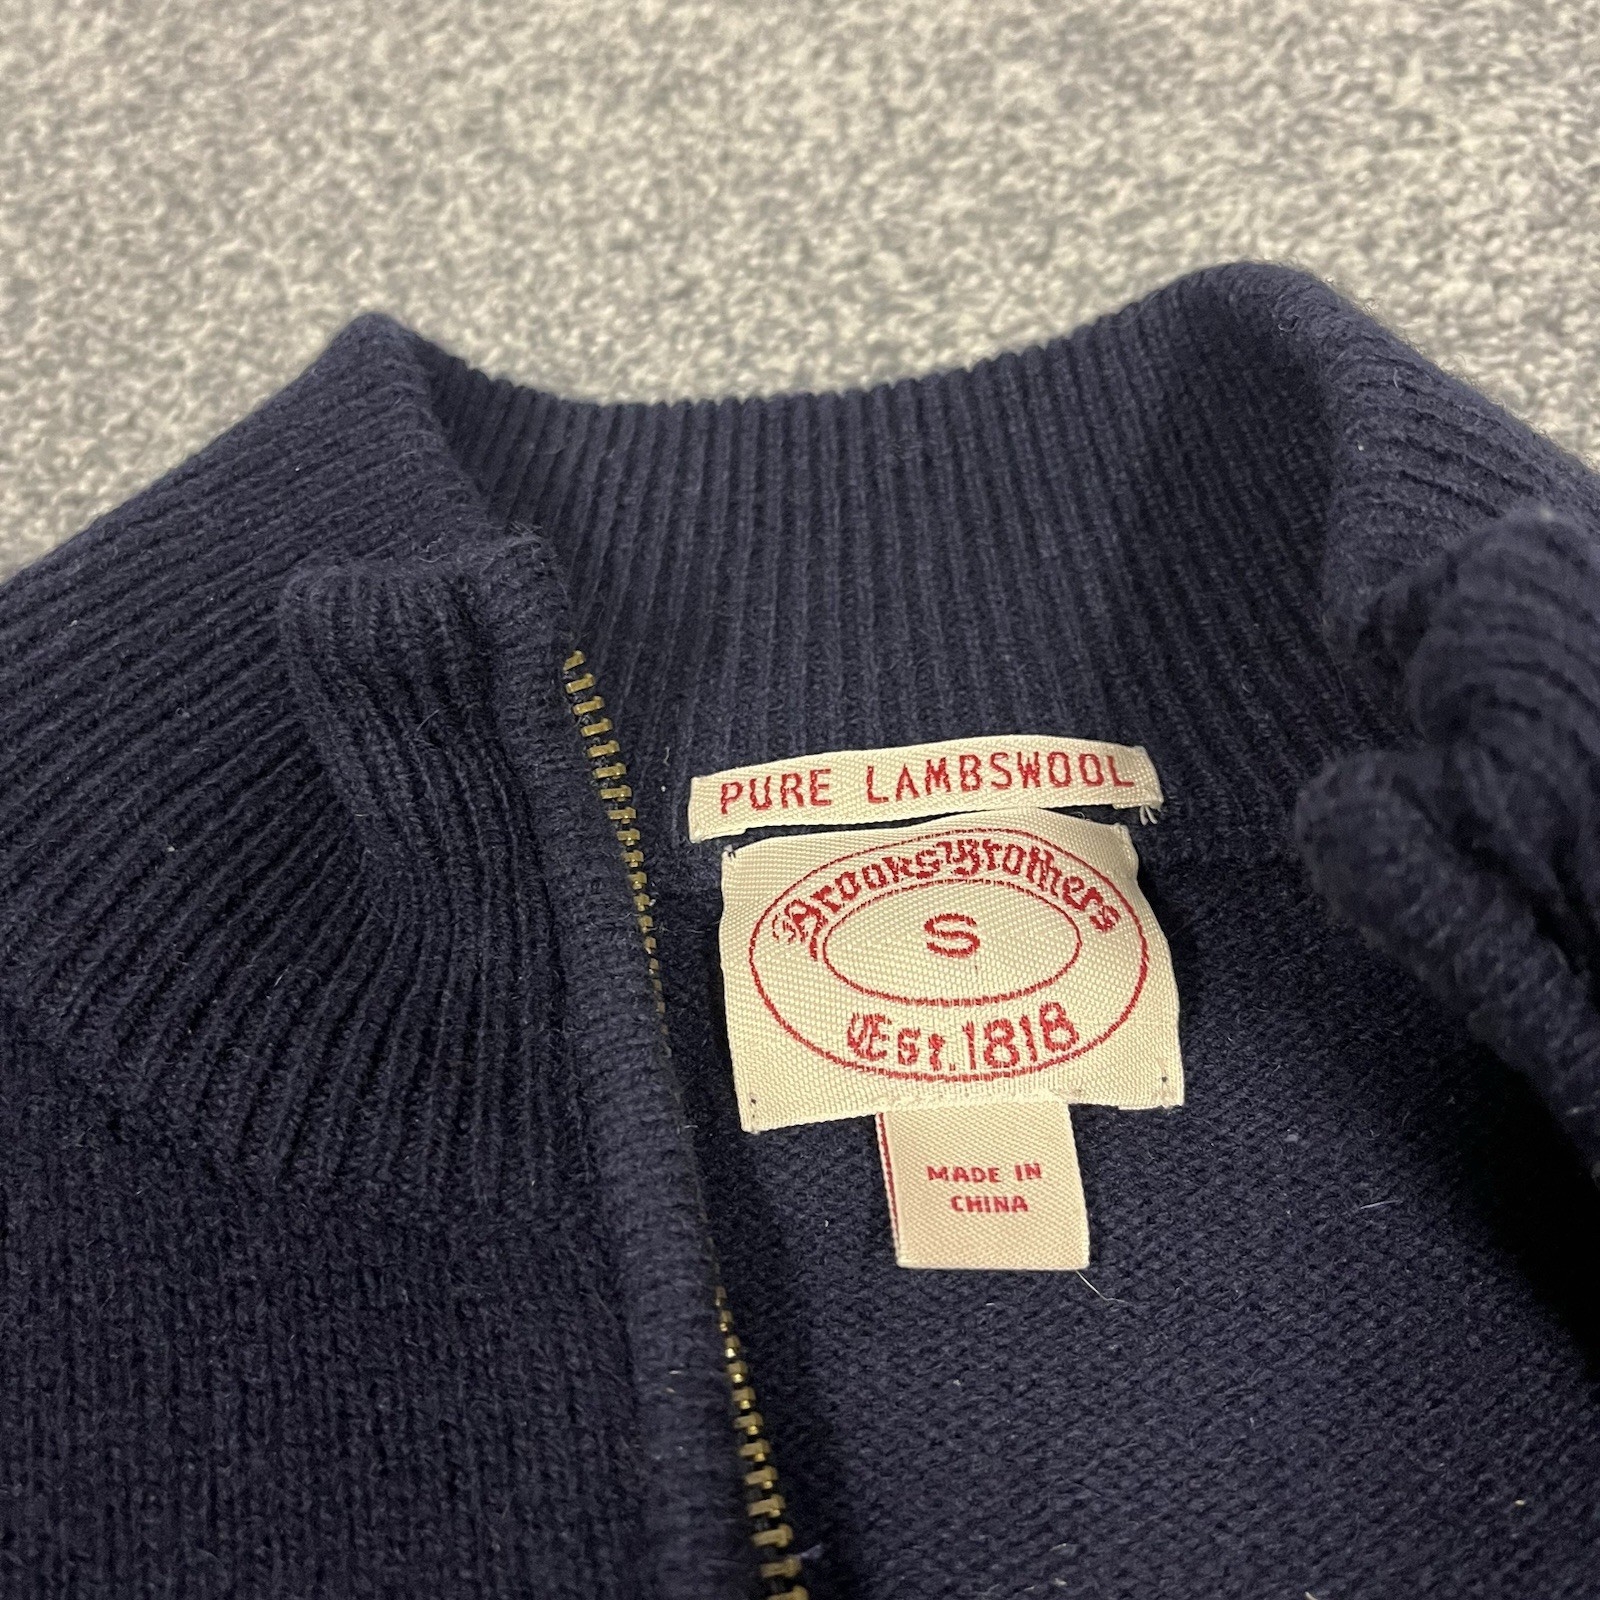 PURE LAMBSWOOL
Brooks Brothers
S
Est. 1818
MADE IN
CHINA